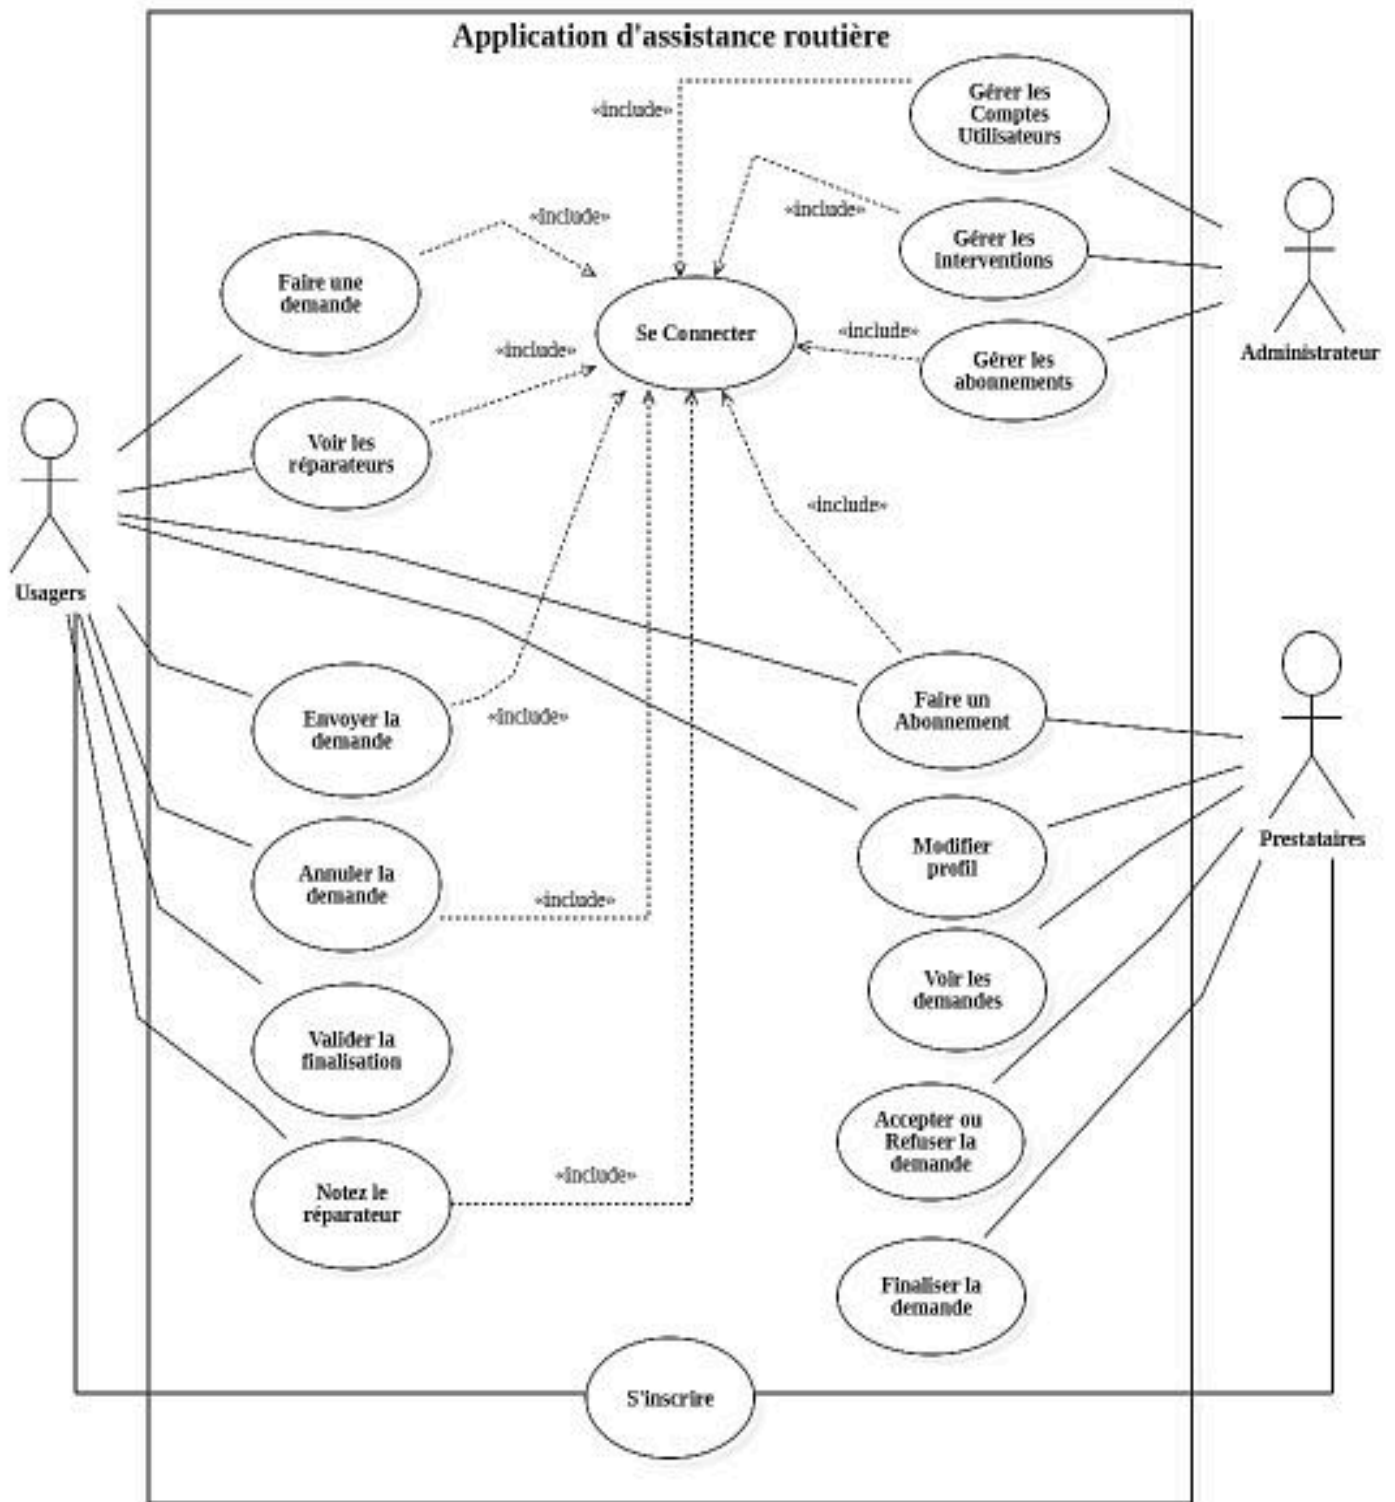 Application d'assistance routière
Gérer les
Comptes
Utilisateurs
«include»
«include»
«include»
Gérer les
interventions
Faire une
demande
Se Connecter
«include»
Gérer les
abonnements
Administrateur
«include»
Voir les
réparateurs
«include»
Usagers
Envoyer la
demande
«include»
Faire un
Abonnement
Prestataires
Modifier
profil
Annuler la
demande
«include»
Voir les
demandes
Valider la
finalisation
Accepter ou
Refuser la
demande
«include»
Notez le
réparateur
Finaliser la
demande
S'inscrire